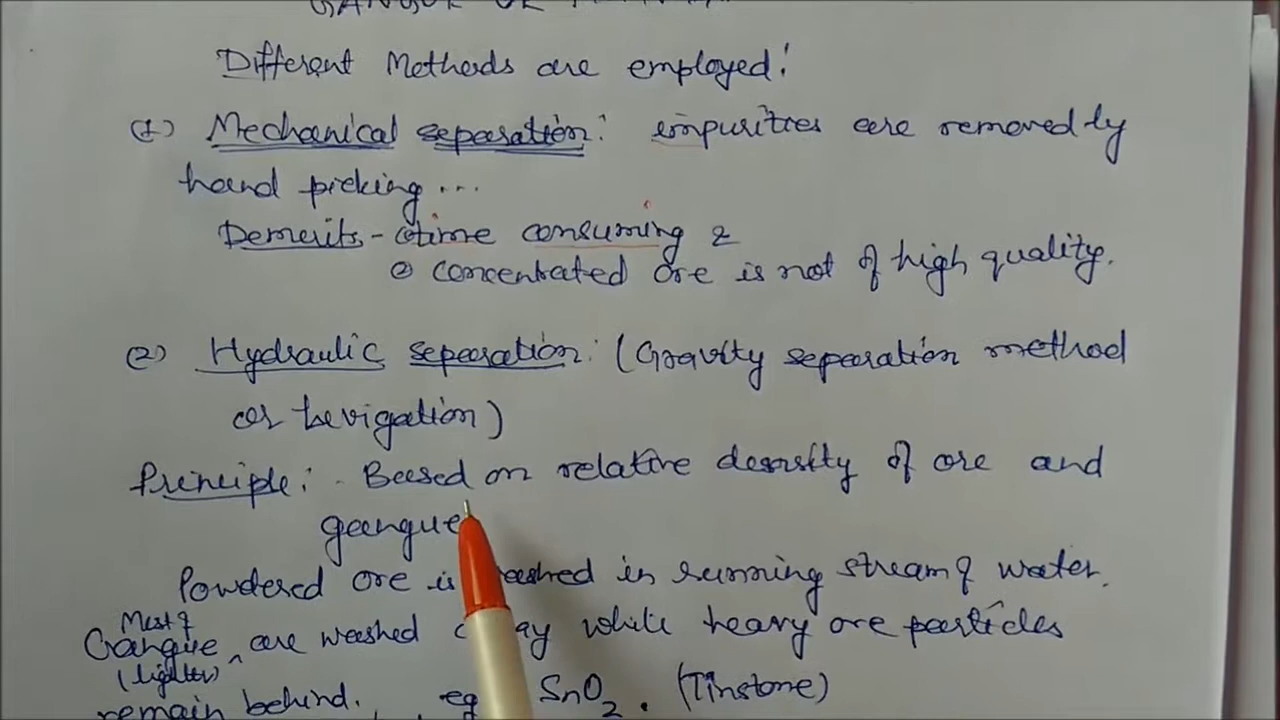 Different Methods are employed:
(1) Mechanical separation: impurities are removed by
hand picking...
Demerits - ① time consuming &
② concentrated ore is not of high quality.
(2) Hydraulic separation: (Gravity separation method
or Levigation)
Principle: - Based on relative density of ore and
gangue
Powdered ore is washed in running stream of water.
Most of
Gangue ^ are washed away while heavy ore particles
(lighter)
remain behind. eg SnO₂. (Tinstone)